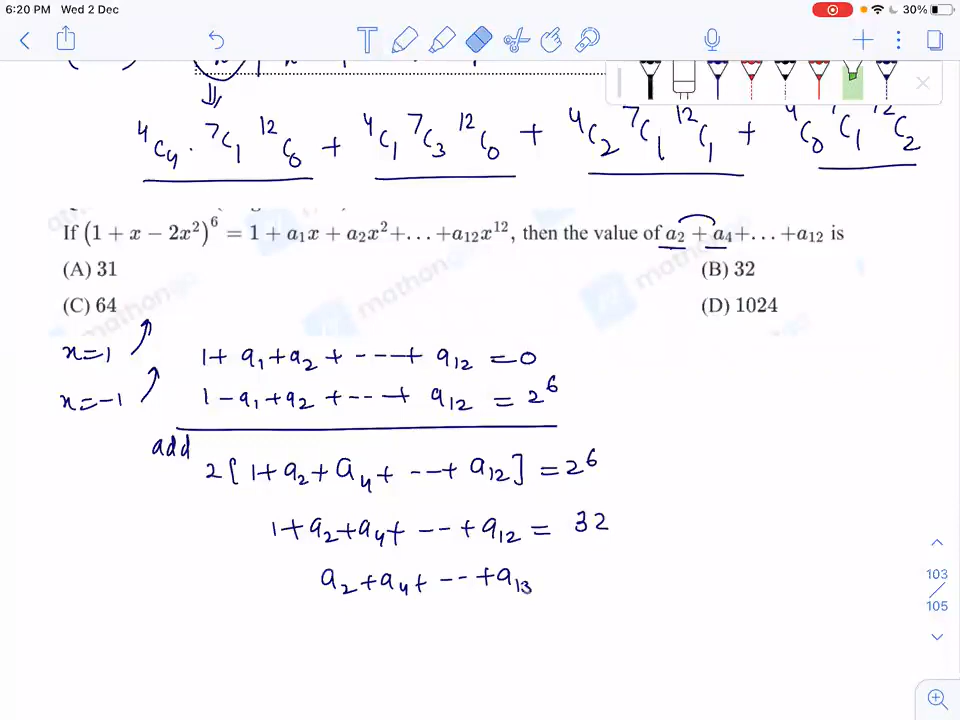 6:20 PM Wed 2 Dec
30%
⁴C₄ · ⁷C₁ ¹²C₀ + ⁴C₁ ⁷C₃ ¹²C₀ + ⁴C₂ ⁷C₁ ¹²C₁ + ⁴C₀ ⁷C₁ ¹²C₂
If (1 + x − 2x²)⁶ = 1 + a₁x + a₂x² + . . . + a₁₂x¹², then the value of a₂ + a₄ + . . . + a₁₂ is
(A) 31
(B) 32
(C) 64
(D) 1024
x=1 1+ a₁+a₂ + ---+ a₁₂ =0
x=-1 1-a₁+a₂ +---+ a₁₂ = 2⁶
add
2[1+a₂+a₄+ ---+ a₁₂] =2⁶
1+a₂+a₄+ ---+a₁₂ = 32
a₂+a₄+ ---+a₁₃
103
105